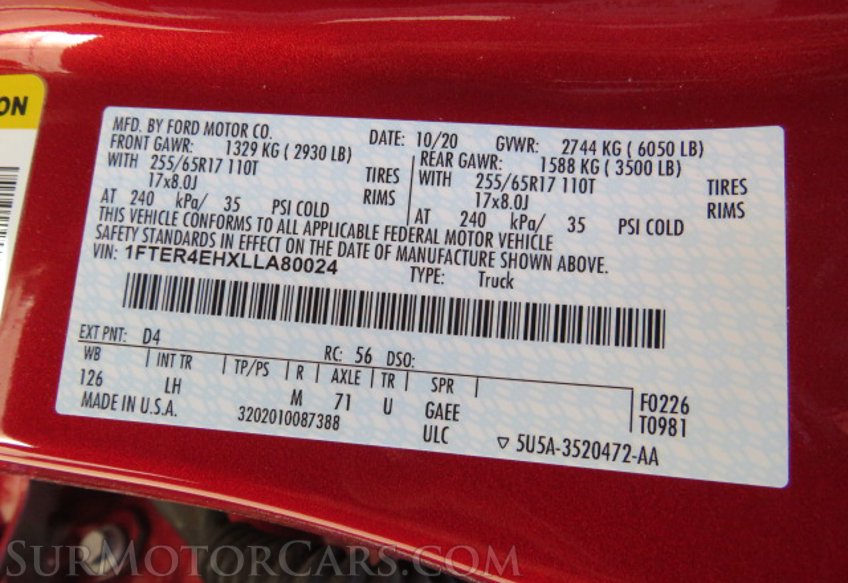 ON
MFD. BY FORD MOTOR CO. DATE: 10/20 GVWR: 2744 KG ( 6050 LB)
FRONT GAWR: 1329 KG ( 2930 LB) REAR GAWR: 1588 KG ( 3500 LB)
WITH 255/65R17 110T TIRES WITH 255/65R17 110T TIRES
17x8.0J RIMS 17x8.0J RIMS
AT 240 kPa/ 35 PSI COLD AT 240 kPa/ 35 PSI COLD
THIS VEHICLE CONFORMS TO ALL APPLICABLE FEDERAL MOTOR VEHICLE
SAFETY STANDARDS IN EFFECT ON THE DATE OF MANUFACTURE SHOWN ABOVE.
VIN: 1FTER4EHXLLA80024 TYPE: Truck
EXT PNT: D4 RC: 56 DSO:
WB INT TR TP/PS R AXLE TR SPR
126 LH M 71 U GAEE F0226
MADE IN U.S.A. 3202010087388 ULC T0981
▽ 5U5A-3520472-AA
SurMotorCars.com